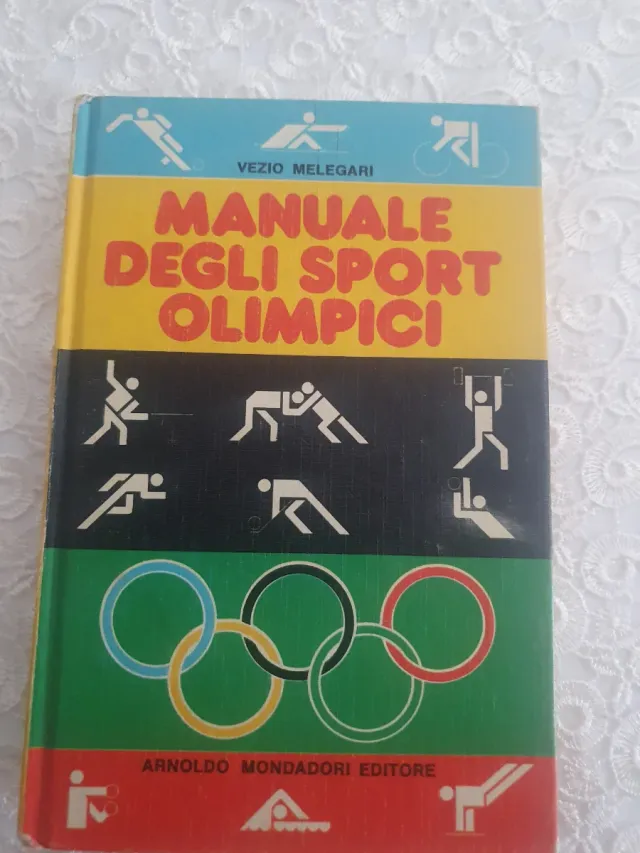 VEZIO MELEGARI
MANUALE
DEGLI SPORT
OLIMPICI
ARNOLDO MONDADORI EDITORE